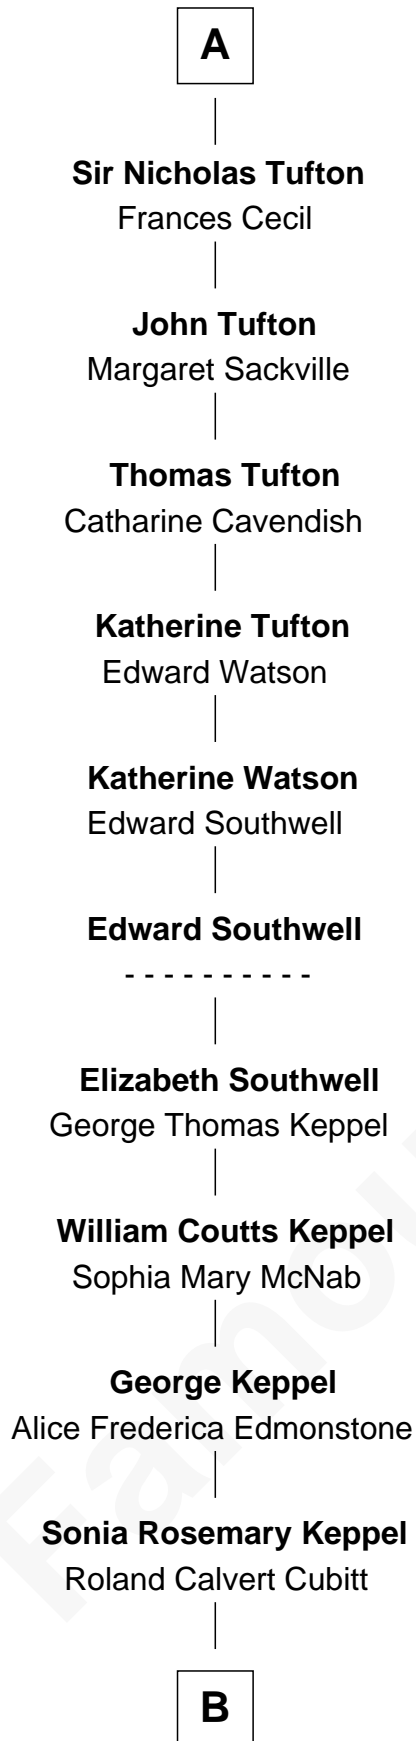 A
Sir Nicholas Tufton
Frances Cecil
John Tufton
Margaret Sackville
Thomas Tufton
Catharine Cavendish
Katherine Tufton
Edward Watson
Katherine Watson
Edward Southwell
Edward Southwell
- - - - - - - - - -
Elizabeth Southwell
George Thomas Keppel
William Coutts Keppel
Sophia Mary McNab
George Keppel
Alice Frederica Edmonstone
Sonia Rosemary Keppel
Roland Calvert Cubitt
B
Famou